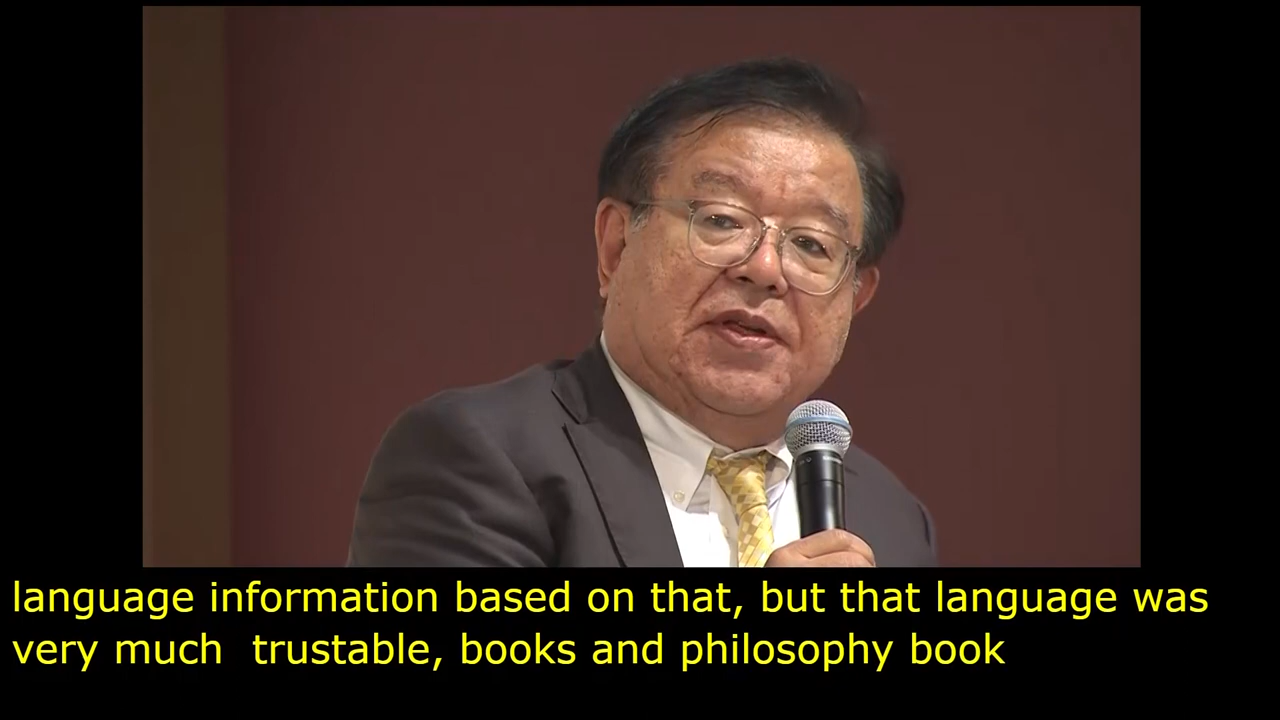 language information based on that, but that language was
very much  trustable, books and philosophy book